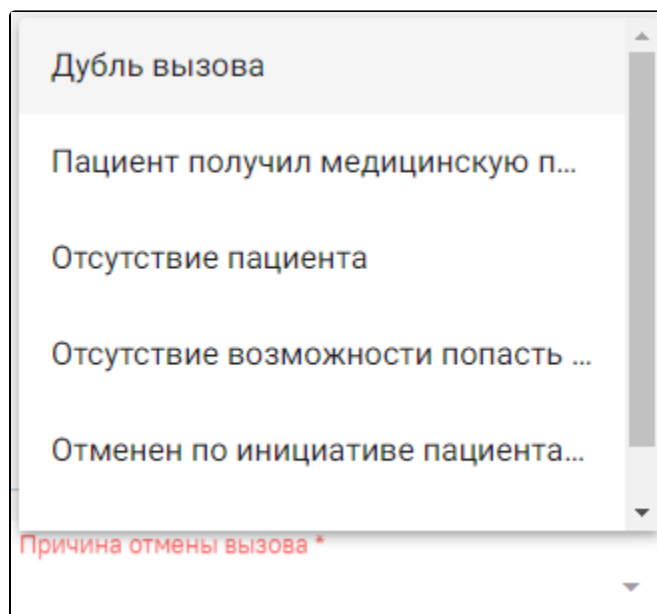 Дубль вызова
Пациент получил медицинскую п...
Отсутствие пациента
Отсутствие возможности попасть ...
Отменен по инициативе пациента...
Причина отмены вызова *